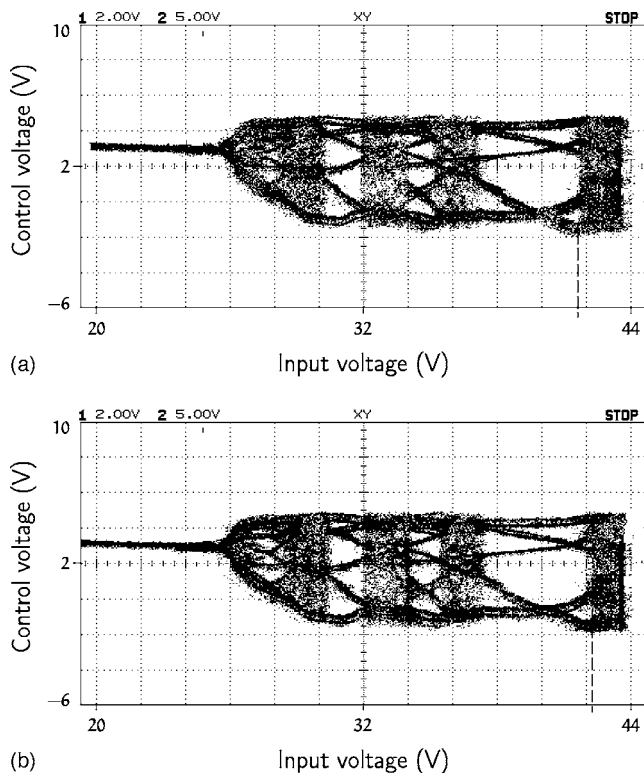 1 2.00V 2 5.00V XY STOP
10
2
−6
Control voltage (V)
20 32 44
Input voltage (V)
(a)
1 2.00V 2 5.00V XY STOP
10
2
−6
Control voltage (V)
20 32 44
Input voltage (V)
(b)